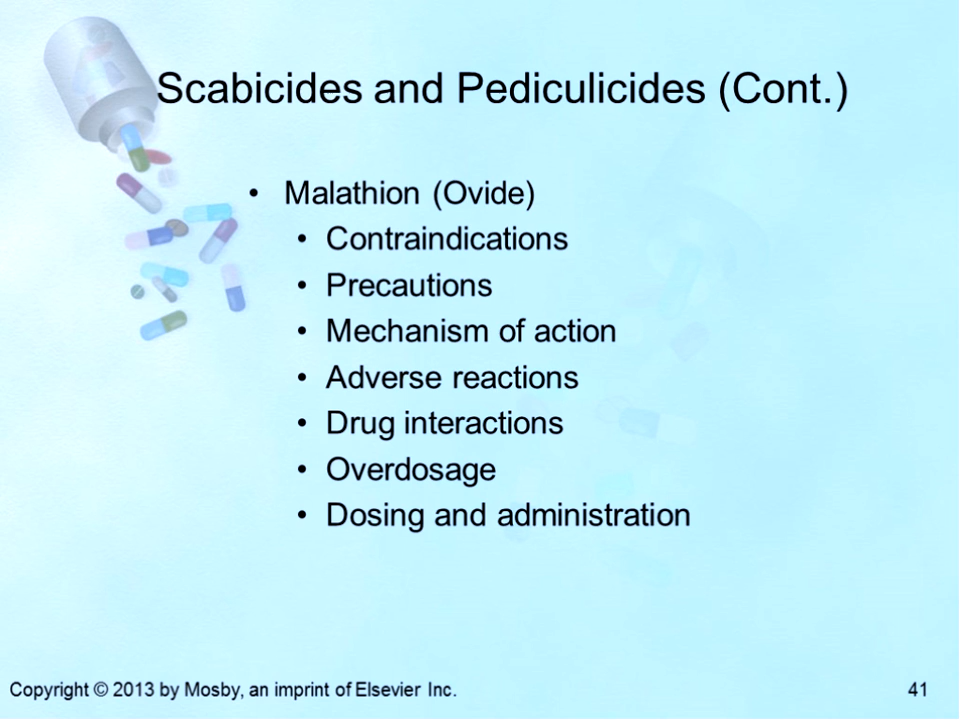 Scabicides and Pediculicides (Cont.)
• Malathion (Ovide)
• Contraindications
• Precautions
• Mechanism of action
• Adverse reactions
• Drug interactions
• Overdosage
• Dosing and administration
Copyright © 2013 by Mosby, an imprint of Elsevier Inc.
41